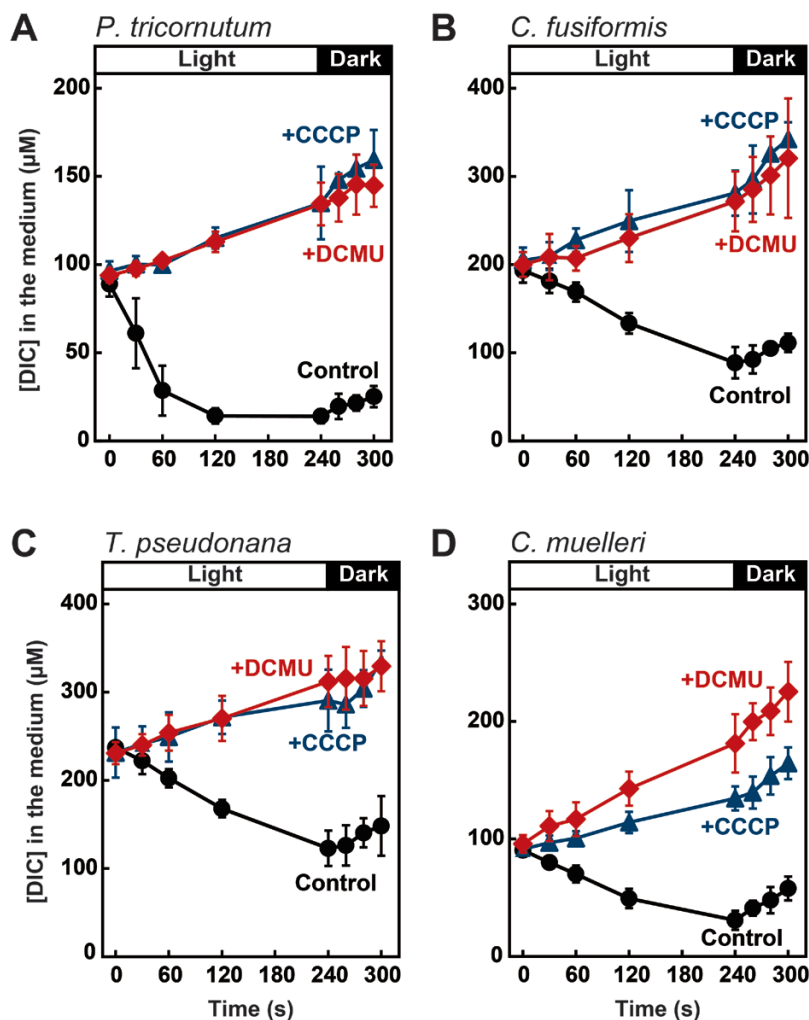 A P. tricornutum
Light Dark
200
150
100
50
0
+CCCP
+DCMU
Control
0 60 120 180 240 300
B C. fusiformis
Light Dark
400
300
200
100
0
+CCCP
+DCMU
Control
0 60 120 180 240 300
[DIC] in the medium (µM)
C T. pseudonana
Light Dark
400
300
200
100
0
+DCMU
+CCCP
Control
0 60 120 180 240 300
Time (s)
D C. muelleri
Light Dark
300
200
100
0
+DCMU
+CCCP
Control
0 60 120 180 240 300
Time (s)
[DIC] in the medium (µM)